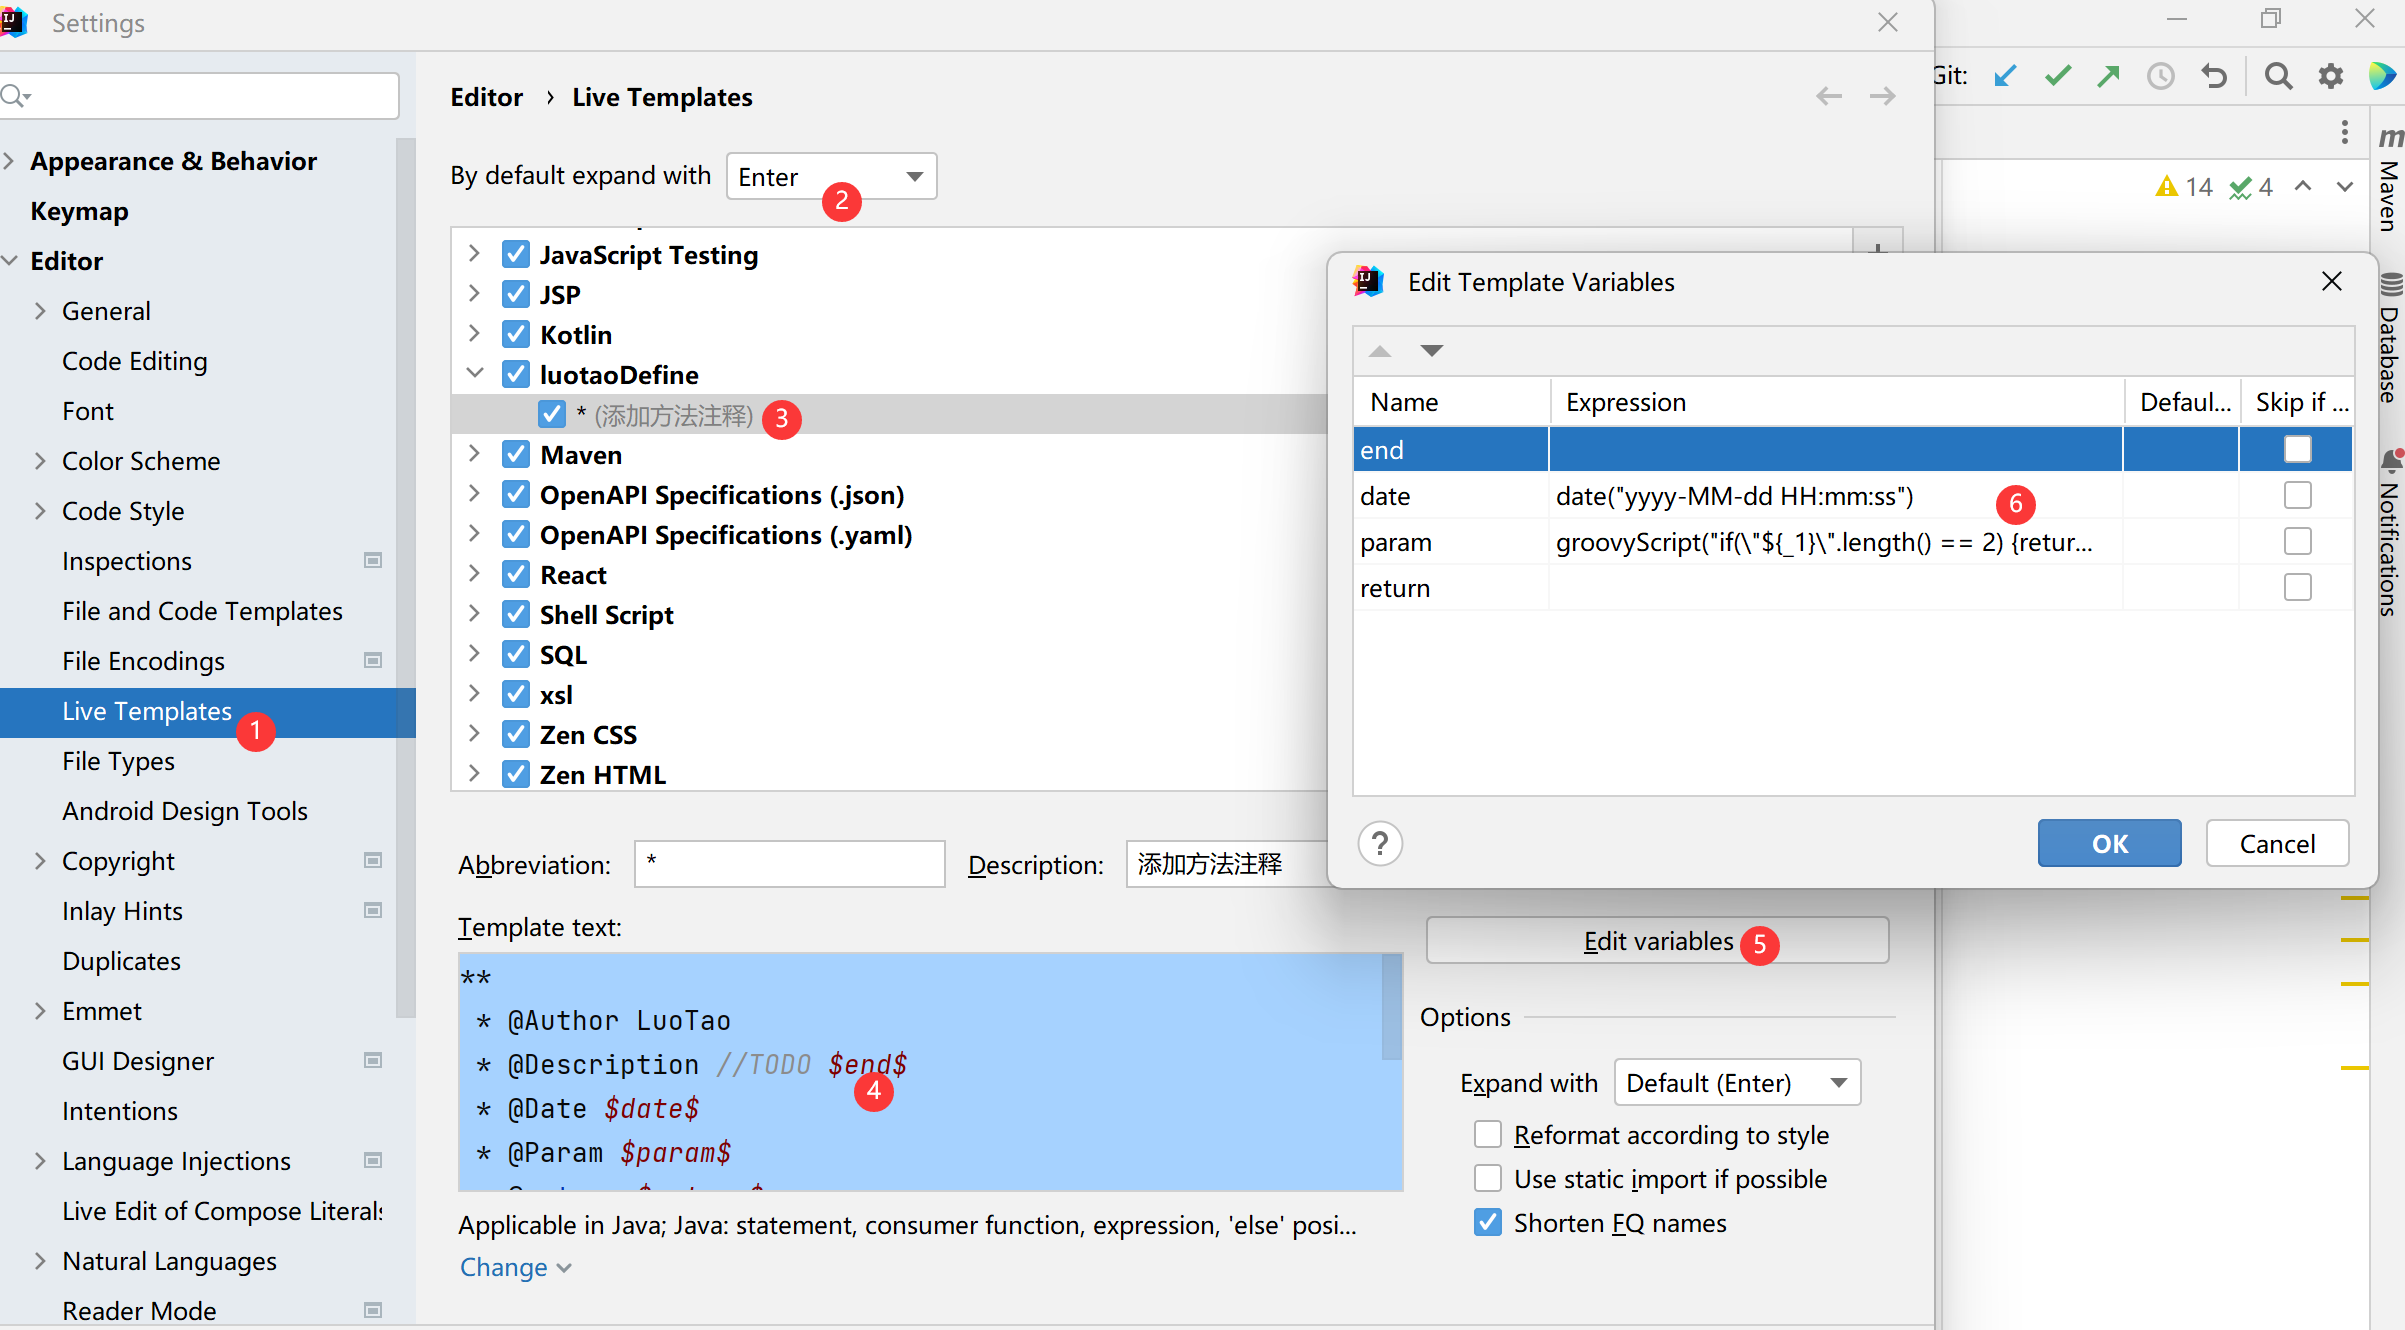 Settings
Appearance & Behavior
Keymap
Editor
General
Code Editing
Font
Color Scheme
Code Style
Inspections
File and Code Templates
File Encodings
Live Templates
1
File Types
Android Design Tools
Copyright
Inlay Hints
Duplicates
Emmet
GUI Designer
Intentions
Language Injections
Live Edit of Compose Literals
Natural Languages
Reader Mode
Editor › Live Templates
By default expand with Enter
2
JavaScript Testing
JSP
Kotlin
luotaoDefine
* (添加方法注释) 3
Maven
OpenAPI Specifications (.json)
OpenAPI Specifications (.yaml)
React
Shell Script
SQL
xsl
Zen CSS
Zen HTML
Abbreviation: * Description: 添加方法注释
Template text:
**
* @Author LuoTao
* @Description //TODO $end$
4
* @Date $date$
* @Param $param$
Applicable in Java; Java: statement, consumer function, expression, 'else' posi...
Change
Edit variables 5
Options
Expand with Default (Enter)
Reformat according to style
Use static import if possible
Shorten FQ names
Edit Template Variables
Name Expression Defaul... Skip if ...
end
date date("yyyy-MM-dd HH:mm:ss") 6
param groovyScript("if(\"${_1}\".length() == 2) {retur...
return
? OK Cancel
Git:
14 4
m
Maven
Database
Notifications